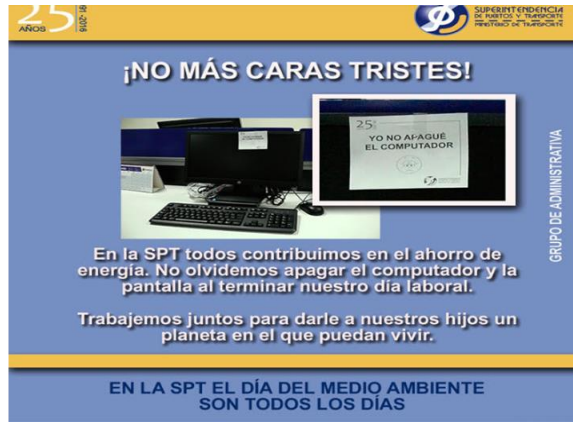 25
AÑOS
91 -2016
SUPERINTENDENCIA
DE PUERTOS Y TRANSPORTE
MINISTERIO DE TRANSPORTE
¡NO MÁS CARAS TRISTES!
25
YO NO APAGUÉ
EL COMPUTADOR
GRUPO DE ADMINISTRATIVA
En la SPT todos contribuimos en el ahorro de
energía. No olvidemos apagar el computador y la
pantalla al terminar nuestro día laboral.
Trabajemos juntos para darle a nuestros hijos un
planeta en el que puedan vivir.
EN LA SPT EL DÍA DEL MEDIO AMBIENTE
SON TODOS LOS DÍAS